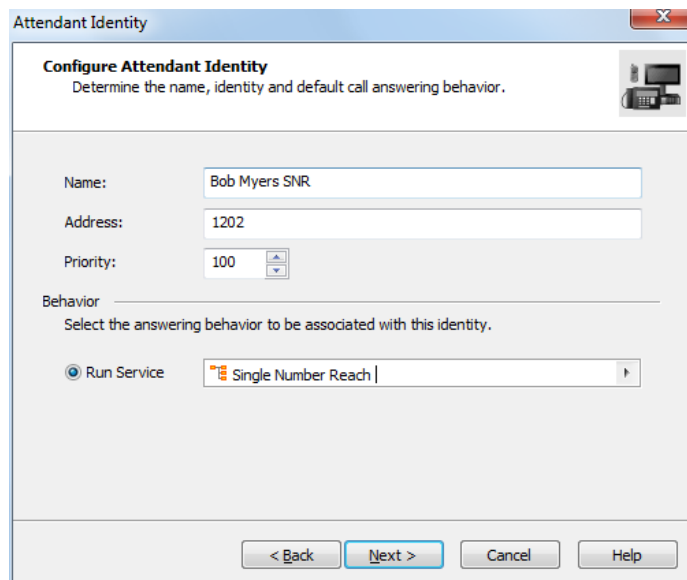 Attendant Identity
Configure Attendant Identity
Determine the name, identity and default call answering behavior.
Name: Bob Myers SNR
Address: 1202
Priority: 100
Behavior
Select the answering behavior to be associated with this identity.
Run Service Single Number Reach
< Back Next > Cancel Help